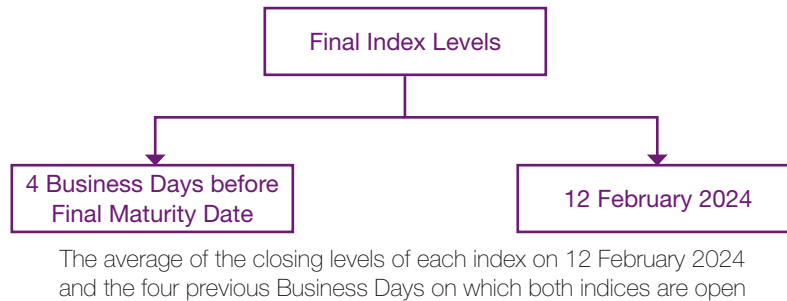 Final Index Levels
4 Business Days before
Final Maturity Date
12 February 2024
The average of the closing levels of each index on 12 February 2024
and the four previous Business Days on which both indices are open